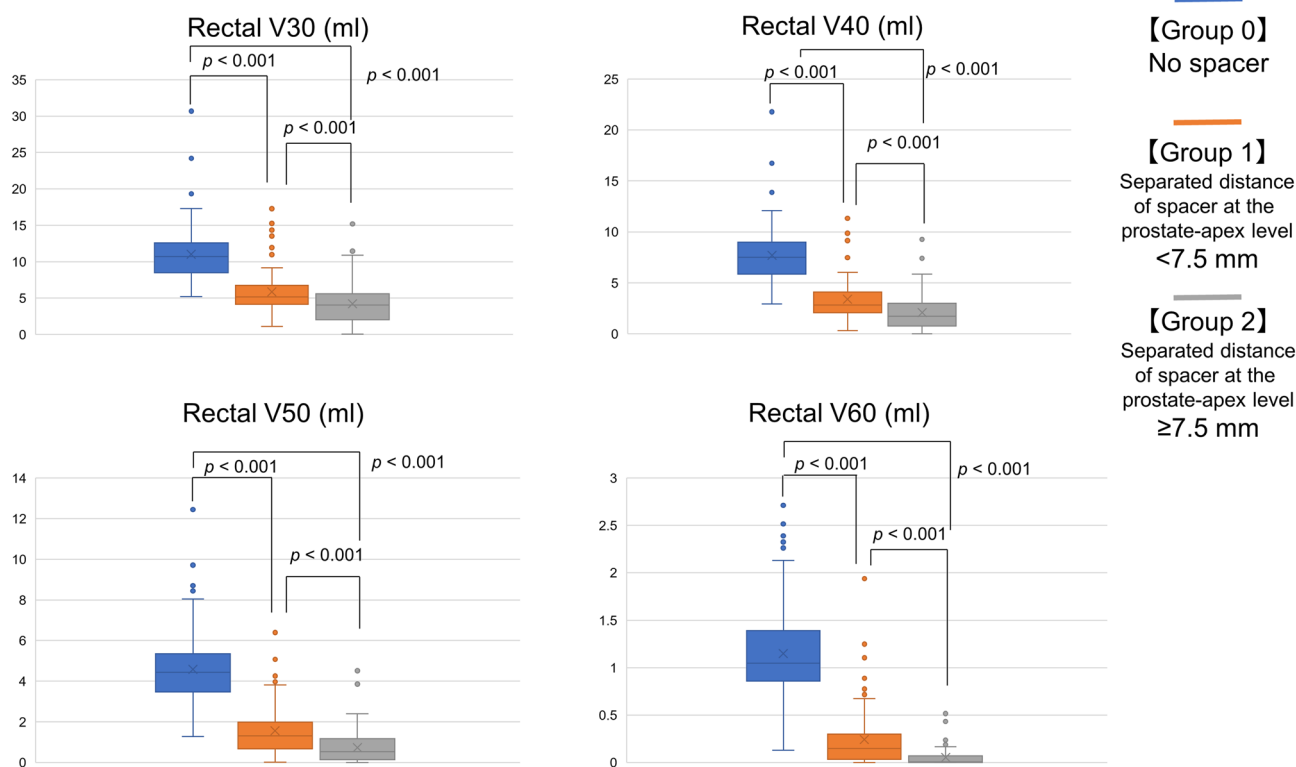 Rectal V30 (ml)
p < 0.001
p < 0.001
p < 0.001
35
30
25
20
15
10
5
0
Rectal V40 (ml)
p < 0.001
p < 0.001
p < 0.001
25
20
15
10
5
0
【Group 0】
No spacer
【Group 1】
Separated distance
of spacer at the
prostate-apex level
<7.5 mm
【Group 2】
Separated distance
of spacer at the
prostate-apex level
≥7.5 mm
Rectal V50 (ml)
p < 0.001
p < 0.001
p < 0.001
14
12
10
8
6
4
2
0
Rectal V60 (ml)
p < 0.001
p < 0.001
p < 0.001
3
2.5
2
1.5
1
0.5
0